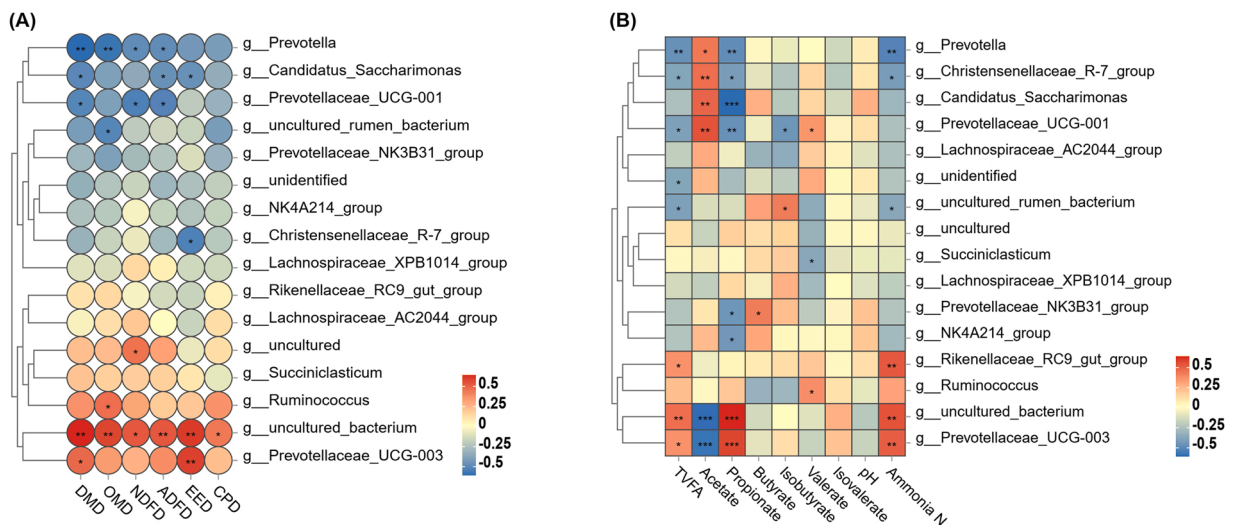 (A)
g__Prevotella
g__Candidatus_Saccharimonas
g__Prevotellaceae_UCG-001
g__uncultured_rumen_bacterium
g__Prevotellaceae_NK3B31_group
g__unidentified
g__NK4A214_group
g__Christensenellaceae_R-7_group
g__Lachnospiraceae_XPB1014_group
g__Rikenellaceae_RC9_gut_group
g__Lachnospiraceae_AC2044_group
g__uncultured
g__Succiniclasticum
g__Ruminococcus
g__uncultured_bacterium
g__Prevotellaceae_UCG-003
DMD
OMD
NDFD
ADFD
EED
CPD
0.5
0.25
0
-0.25
-0.5
(B)
g__Prevotella
g__Christensenellaceae_R-7_group
g__Candidatus_Saccharimonas
g__Prevotellaceae_UCG-001
g__Lachnospiraceae_AC2044_group
g__unidentified
g__uncultured_rumen_bacterium
g__uncultured
g__Succiniclasticum
g__Lachnospiraceae_XPB1014_group
g__Prevotellaceae_NK3B31_group
g__NK4A214_group
g__Rikenellaceae_RC9_gut_group
g__Ruminococcus
g__uncultured_bacterium
g__Prevotellaceae_UCG-003
TVFA
Acetate
Propionate
Butyrate
Isobutyrate
Valerate
Isovalerate
pH
Ammonia N
0.5
0.25
0
-0.25
-0.5